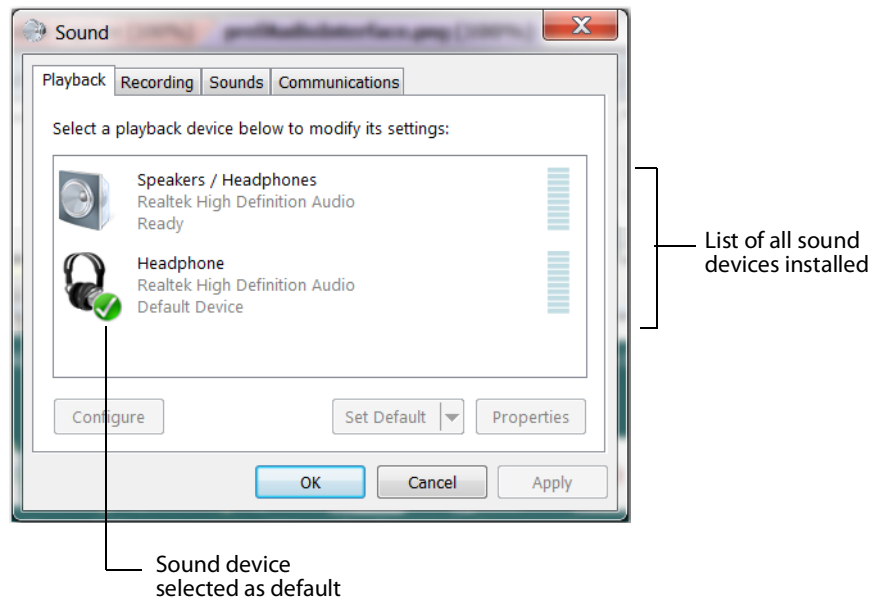 Sound
Playback
Recording
Sounds
Communications
Select a playback device below to modify its settings:
Speakers / Headphones
Realtek High Definition Audio
Ready
Headphone
Realtek High Definition Audio
Default Device
List of all sound
devices installed
Configure
Set Default
Properties
OK
Cancel
Apply
Sound device
selected as default